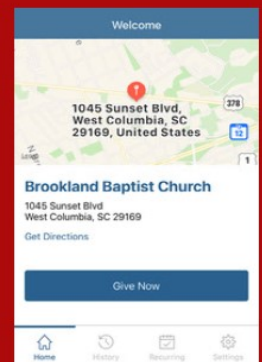 Welcome
1045 Sunset Blvd,
West Columbia, SC
29169, United States
378
12
1
Brookland Baptist Church
1045 Sunset Blvd
West Columbia, SC 29169
Get Directions
Give Now
Home
History
Recurring
Settings